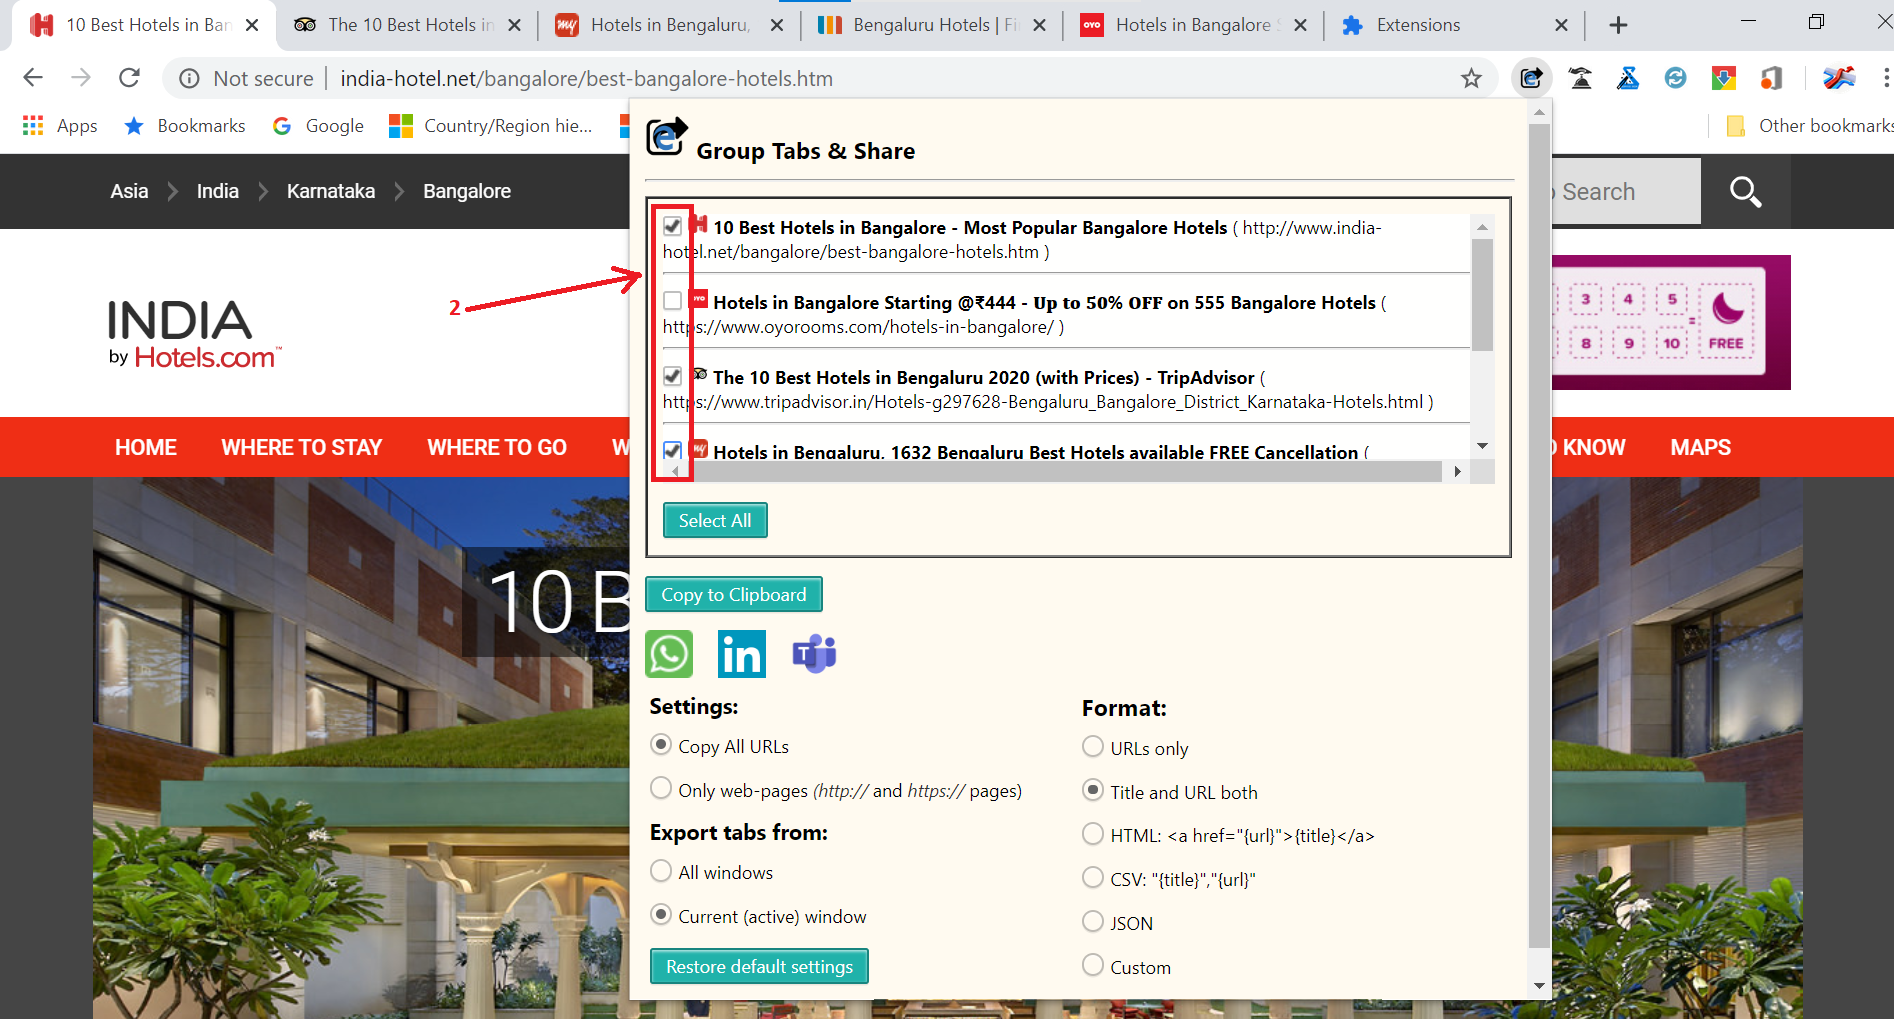 10 Best Hotels in Ban
The 10 Best Hotels in
my
Hotels in Bengaluru,
Bengaluru Hotels | Fi
OYO
Hotels in Bangalore S
Extensions
Not secure
india-hotel.net/bangalore/best-bangalore-hotels.htm
Apps
Bookmarks
Google
Country/Region hie...
Other bookmarks
Group Tabs & Share
Asia
India
Karnataka
Bangalore
Search
10 Best Hotels in Bangalore - Most Popular Bangalore Hotels ( http://www.india-
hotel.net/bangalore/best-bangalore-hotels.htm )
Hotels in Bangalore Starting @₹444 - 𝐔𝐩 𝐭𝐨 𝟓𝟎% 𝐎𝐅𝐅 on 555 Bangalore Hotels (
https://www.oyorooms.com/hotels-in-bangalore/ )
The 10 Best Hotels in Bengaluru 2020 (with Prices) - TripAdvisor (
https://www.tripadvisor.in/Hotels-g297628-Bengaluru_Bangalore_District_Karnataka-Hotels.html )
my
Hotels in Bengaluru, 1632 Bengaluru Best Hotels available FREE Cancellation (
2
INDIA
by Hotels.com™
3 4 5
8 9 10
=
FREE
HOME
WHERE TO STAY
WHERE TO GO
W
O KNOW
MAPS
Select All
10 B
Copy to Clipboard
in
T
Settings:
Copy All URLs
Only web-pages (http:// and https:// pages)
Export tabs from:
All windows
Current (active) window
Restore default settings
Format:
URLs only
Title and URL both
HTML: <a href="{url}">{title}</a>
CSV: "{title}","{url}"
JSON
Custom